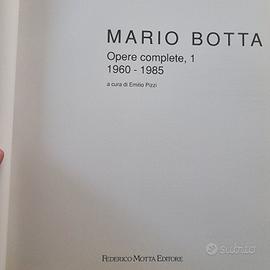 MARIO BOTTA
Opere complete, 1
1960 - 1985
a cura di Emilio Pizzi
FEDERICO MOTTA EDITORE
subito